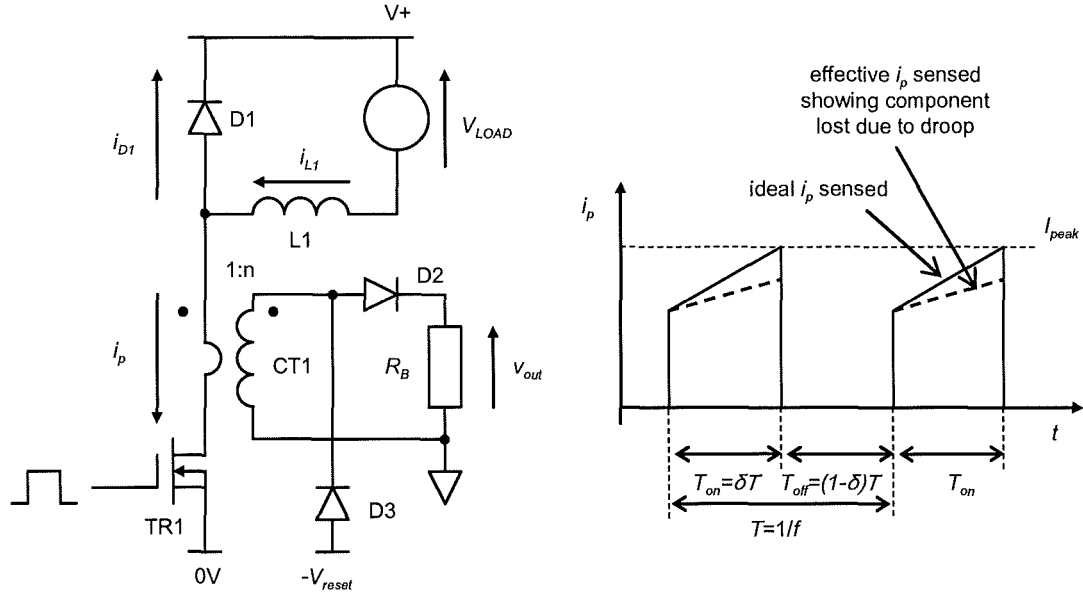 V+
D1
i_D1
V_LOAD
i_L1
L1
1:n
D2
i_p
CT1
R_B
v_out
TR1
D3
0V
-V_reset
effective i_p sensed
showing component
lost due to droop
ideal i_p sensed
i_p
I_peak
t
T_on=δT
T_off=(1-δ)T
T_on
T=1/f